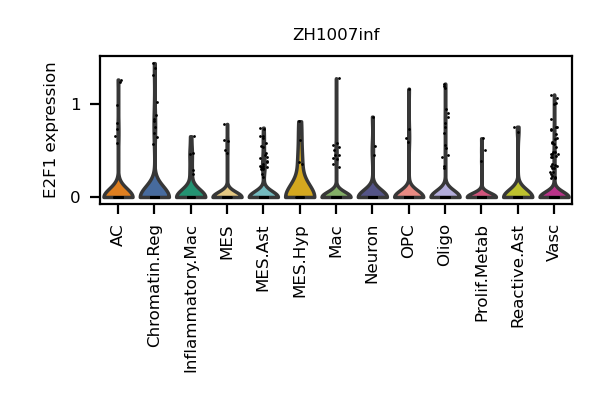 ZH1007inf
E2F1 expression
1
0
AC
Chromatin.Reg
Inflammatory.Mac
MES
MES.Ast
MES.Hyp
Mac
Neuron
OPC
Oligo
Prolif.Metab
Reactive.Ast
Vasc